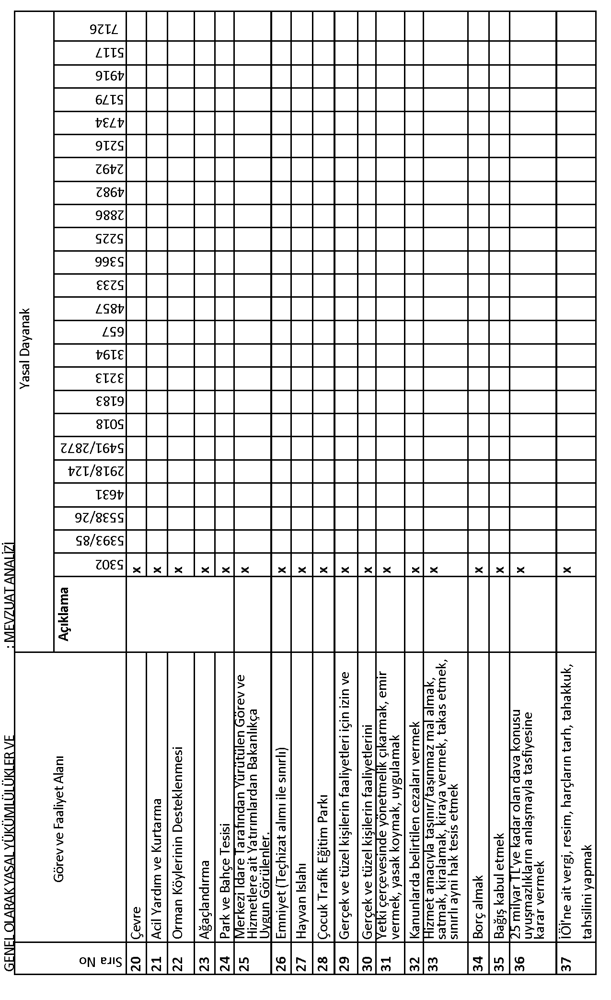 GENEL OLARAK YASAL YÜKÜMLÜLÜKLER VE : MEVZUAT ANALİZİ
Sıra No
Görev ve Faaliyet Alanı
Yasal Dayanak
Açıklama
5302
5393/85
5538/26
4631
2918/124
5491/2872
5018
6183
3213
3194
657
4857
5233
5366
5225
2886
4982
2492
5216
4734
5179
4916
5117
7126
20 Çevre x
21 Acil Yardım ve Kurtarma x
22 Orman Köylerinin Desteklenmesi x
23 Ağaçlandırma x
24 Park ve Bahçe Tesisi x
25 Merkezi İdare Tarafından Yürütülen Görev ve x
Hizmetlere ait Yatırımlardan Bakanlıkça
Uygun Görülenler.
26 Emniyet (Teçhizat alımı ile sınırlı) x
27 Hayvan Islahı x
28 Çocuk Trafik Eğitim Parkı x
29 Gerçek ve tüzel kişilerin faaliyetleri için izin ve x
30 Gerçek ve tüzel kişilerin faaliyetlerini x
31 Yetki çerçevesinde yönetmelik çıkarmak, emir x
vermek, yasak koymak, uygulamak
32 Kanunlarda belirtilen cezaları vermek x
33 Hizmet amacıyla taşınır/taşınmaz mal almak, x
satmak, kiralamak, kiraya vermek, takas etmek,
sınırlı ayni hak tesis etmek
34 Borç almak x
35 Bağış kabul etmek x
36 25 milyar TL'ye kadar olan dava konusu x
uyuşmazlıkların anlaşmayla tasfiyesine
karar vermek
37 İÖİ'ne ait vergi, resim, harçların tarh, tahakkuk, x
tahsilini yapmak